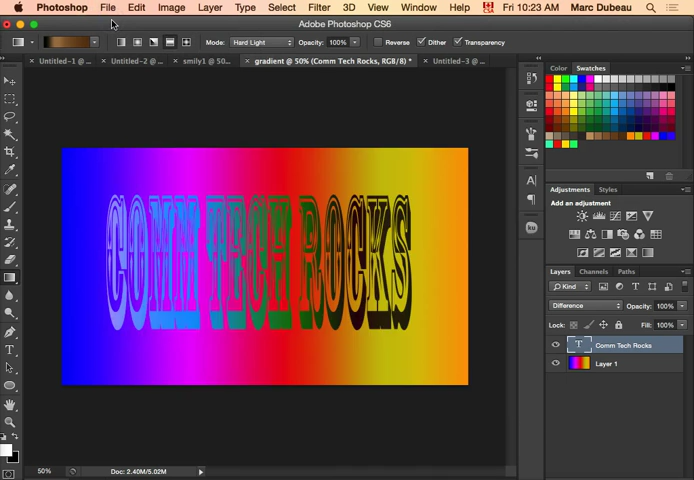 Photoshop File Edit Image Layer Type Select Filter 3D View Window Help Fri 10:23 AM Marc Dubeau
Adobe Photoshop CS6
Mode: Hard Light Opacity: 100% Reverse Dither Transparency
Untitled-1 @ ... Untitled-2 @ ... smily1 @ 50... gradient @ 50% (Comm Tech Rocks, RGB/8) * Untitled-3 @ ...
Color Swatches
COMM TECH ROCKS
Adjustments Styles
Add an adjustment
Layers Channels Paths
Kind
Difference Opacity: 100%
Lock: Fill: 100%
T Comm Tech Rocks
Layer 1
50% Doc: 2.40M/5.02M